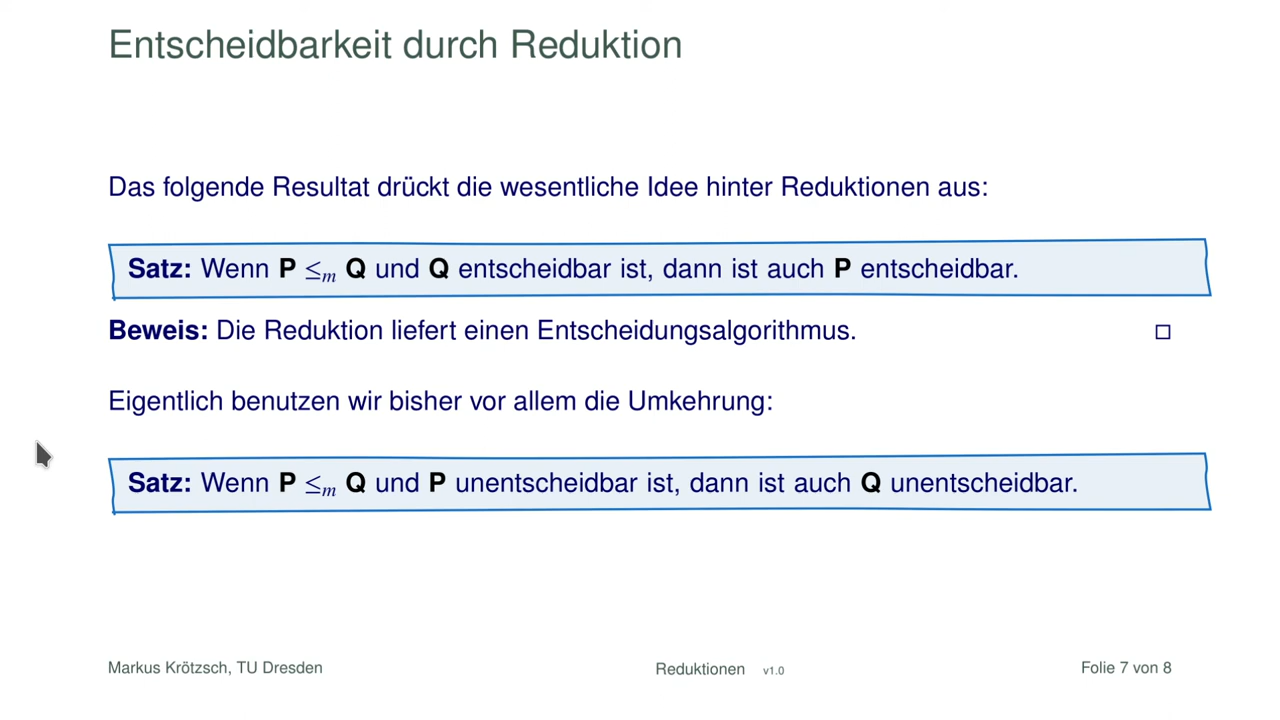 Entscheidbarkeit durch Reduktion
Das folgende Resultat drückt die wesentliche Idee hinter Reduktionen aus:
Satz: Wenn P ≤m Q und Q entscheidbar ist, dann ist auch P entscheidbar.
Beweis: Die Reduktion liefert einen Entscheidungsalgorithmus. □
Eigentlich benutzen wir bisher vor allem die Umkehrung:
Satz: Wenn P ≤m Q und P unentscheidbar ist, dann ist auch Q unentscheidbar.
Markus Krötzsch, TU Dresden Reduktionen v1.0 Folie 7 von 8